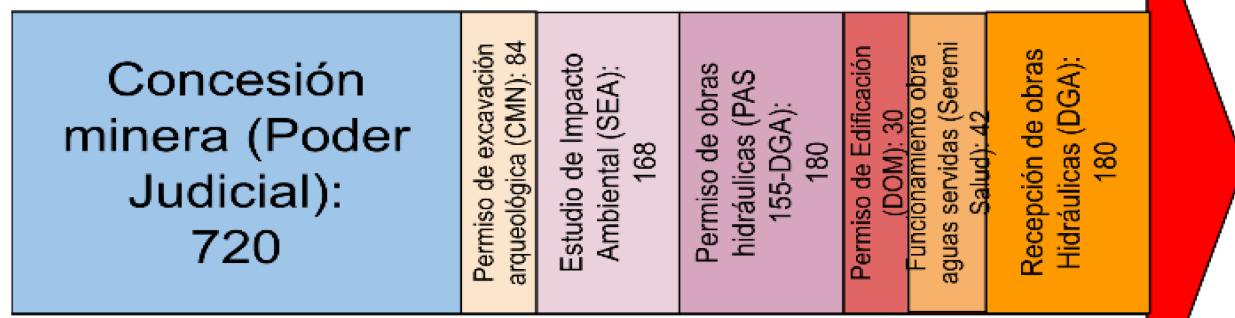 Concesión
minera (Poder
Judicial):
720
Permiso de excavación
arqueológica (CMN): 84
Estudio de Impacto
Ambiental (SEA):
168
Permiso de obras
hidráulicas (PAS
155-DGA):
180
Permiso de Edificación
(DOM): 30
Funcionamiento obra
aguas servidas (Seremi
Salud): 42
Recepción de obras
Hidráulicas (DGA):
180